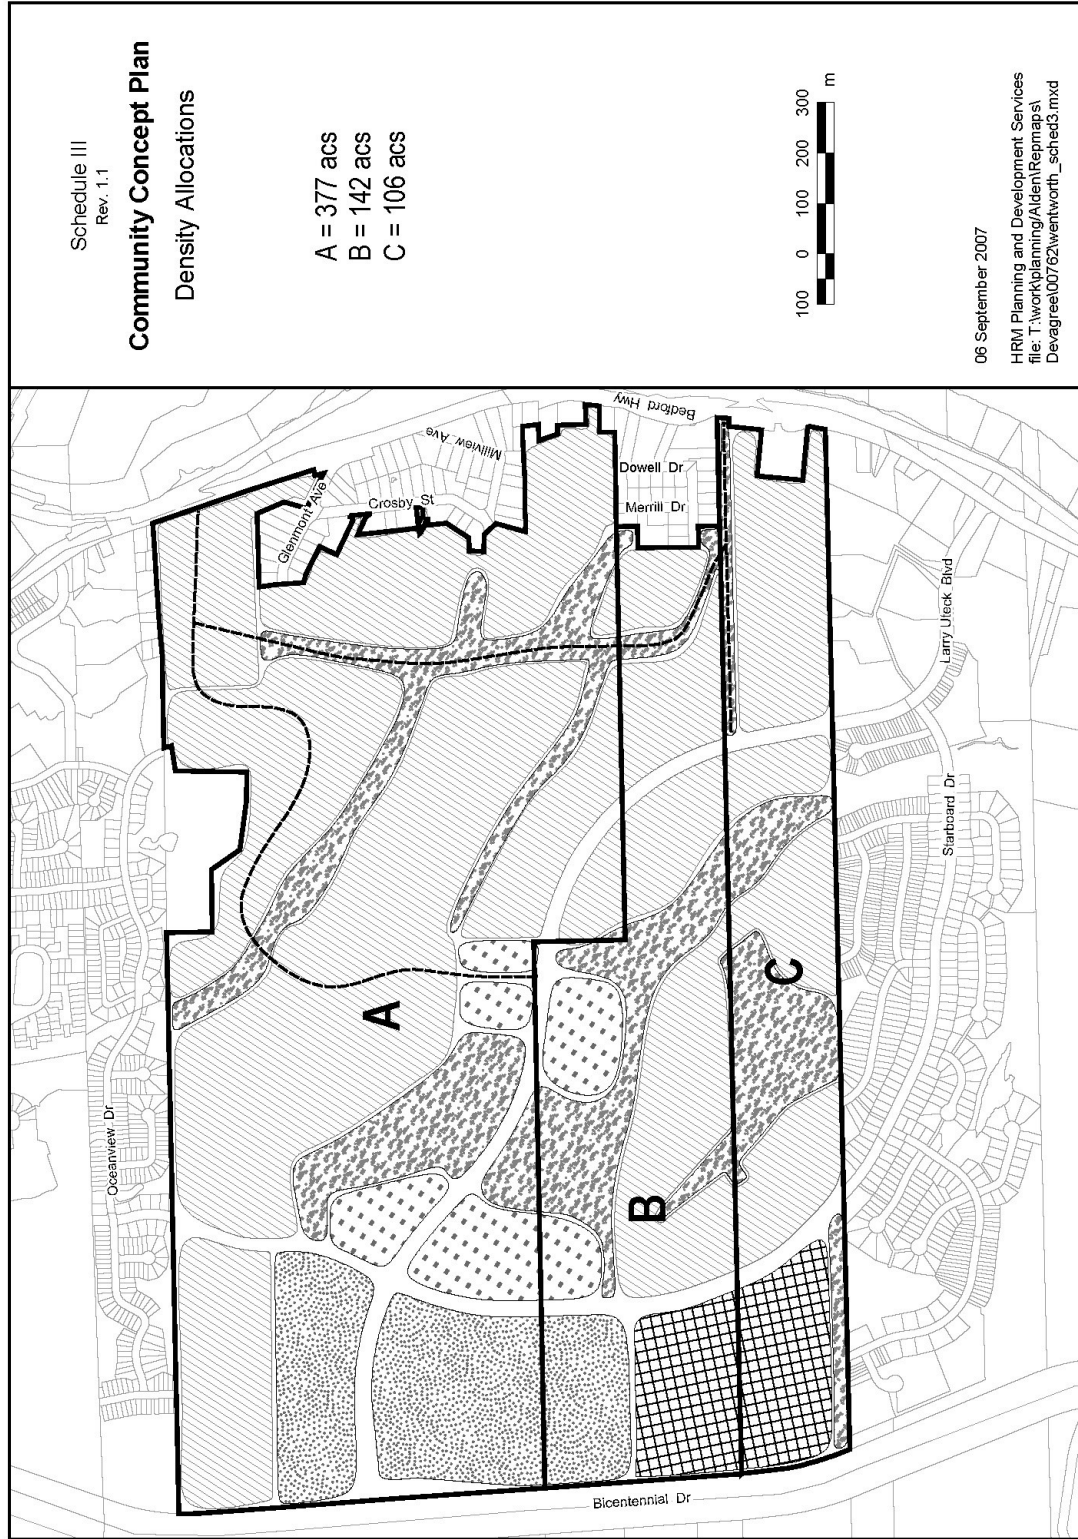 Schedule III
Rev. 1.1
Community Concept Plan
Density Allocations
A = 377 acs
B = 142 acs
C = 106 acs
100 0 100 200 300
m
06 September 2007
HRM Planning and Development Services
file: T:\work\planning\Alden\Repmaps\
Devagree\00762\wentworth_sched3.mxd
Bedford Hwy
Millview Ave
Dowell Dr
Merrill Dr
Crosby St
Glenmont Ave
Larry Uteck Blvd
Starboard Dr
Oceanview Dr
Bicentennial Dr
A
B
C